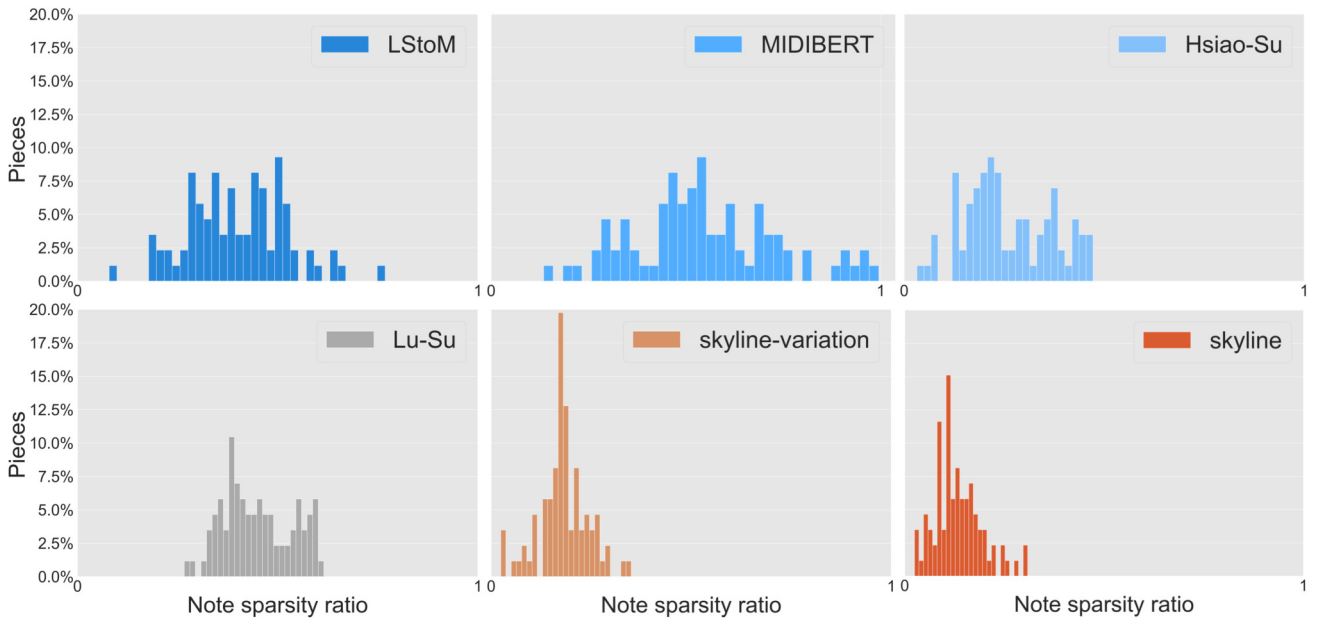 20.0%
17.5%
15.0%
12.5%
10.0%
7.5%
5.0%
2.5%
0.0%
Pieces
LStoM
0
1
MIDIBERT
0
1
Hsiao-Su
0
1
20.0%
17.5%
15.0%
12.5%
10.0%
7.5%
5.0%
2.5%
0.0%
Pieces
Lu-Su
0
1
Note sparsity ratio
skyline-variation
0
1
Note sparsity ratio
skyline
0
1
Note sparsity ratio